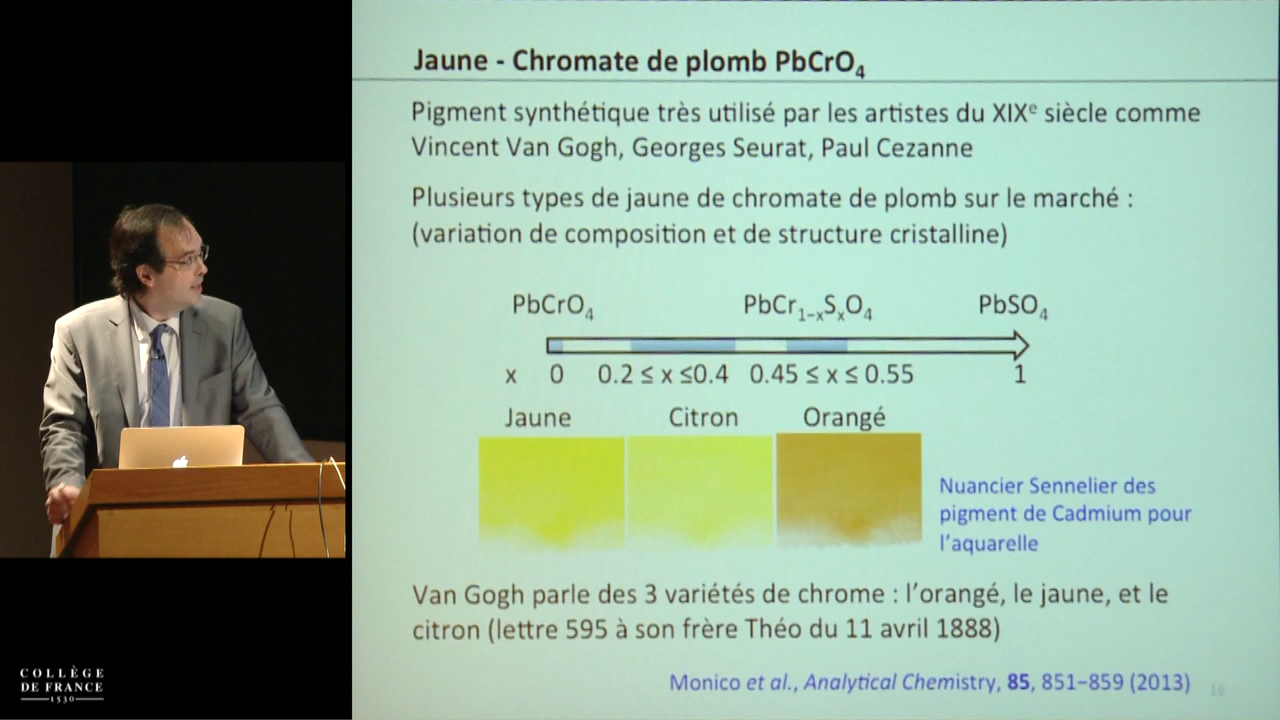 Jaune - Chromate de plomb PbCrO₄
Pigment synthétique très utilisé par les artistes du XIXᵉ siècle comme
Vincent Van Gogh, Georges Seurat, Paul Cezanne
Plusieurs types de jaune de chromate de plomb sur le marché :
(variation de composition et de structure cristalline)
PbCrO₄ PbCr₁₋ₓSₓO₄ PbSO₄
x 0 0.2 ≤ x ≤0.4 0.45 ≤ x ≤ 0.55 1
Jaune Citron Orangé
Nuancier Sennelier des
pigment de Cadmium pour
l'aquarelle
Van Gogh parle des 3 variétés de chrome : l'orangé, le jaune, et le
citron (lettre 595 à son frère Théo du 11 avril 1888)
Monico et al., Analytical Chemistry, 85, 851–859 (2013)
16
COLLÈGE
DE FRANCE
1530